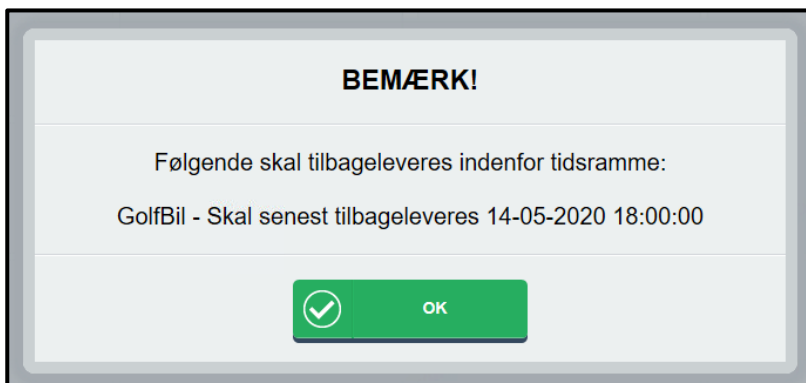 BEMÆRK!
Følgende skal tilbageleveres indenfor tidsramme:
GolfBil - Skal senest tilbageleveres 14-05-2020 18:00:00
OK